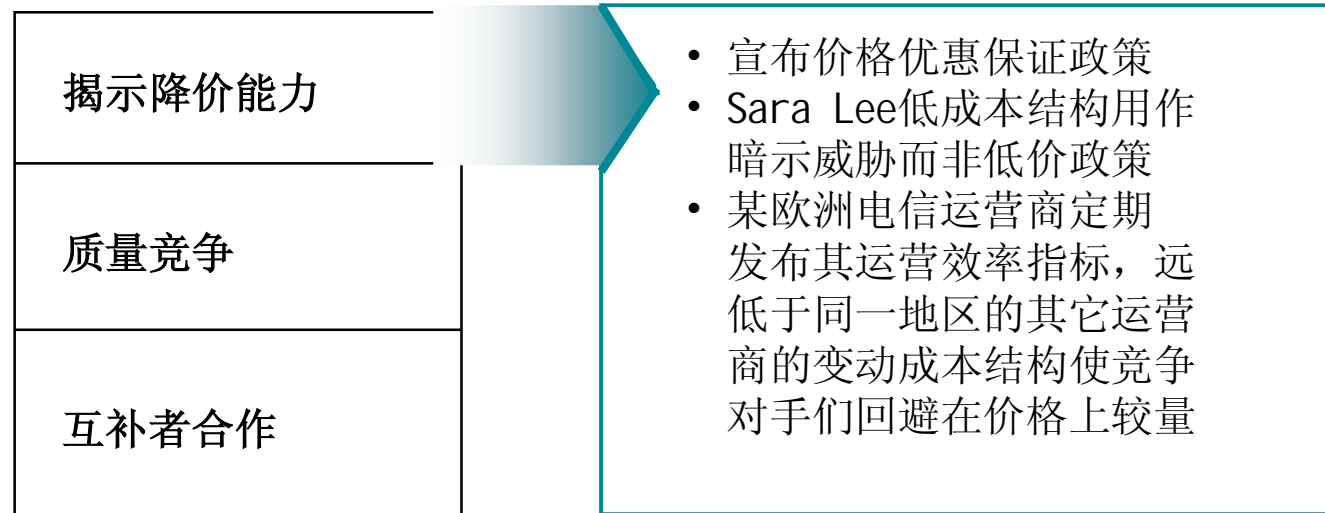 揭示降价能力
质量竞争
互补者合作
• 宣布价格优惠保证政策
• Sara Lee低成本结构用作
暗示威胁而非低价政策
• 某欧洲电信运营商定期
发布其运营效率指标，远
低于同一地区的其它运营
商的变动成本结构使竞争
对手们回避在价格上较量